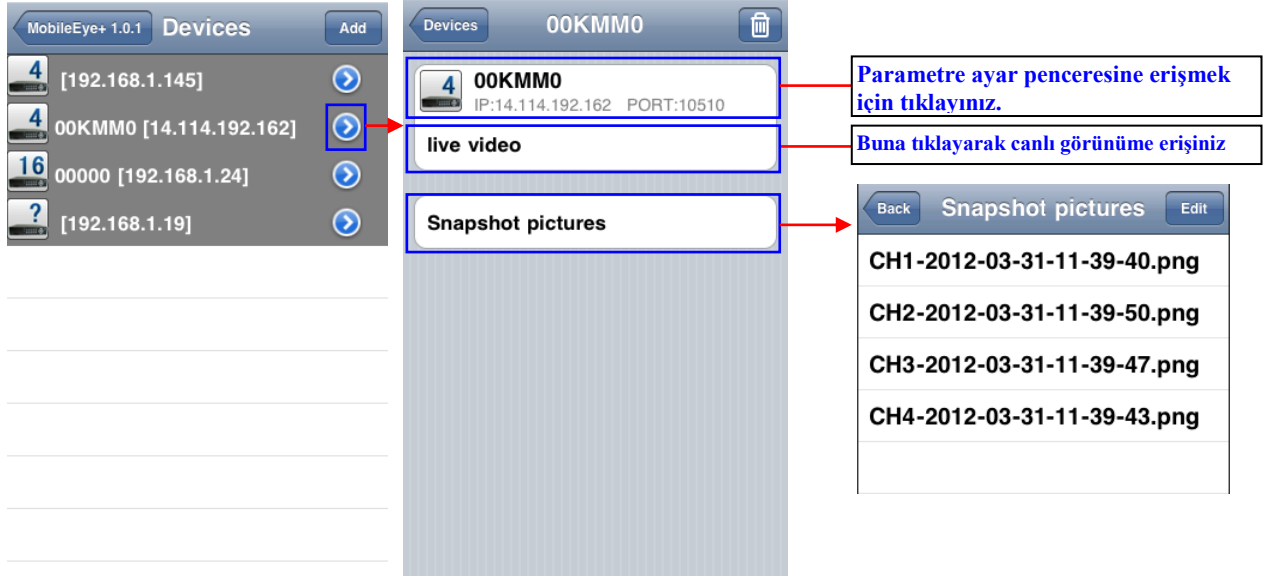 MobileEye+ 1.0.1 Devices Add
4 [192.168.1.145]
4 00KMM0 [14.114.192.162]
16 00000 [192.168.1.24]
? [192.168.1.19]
Devices 00KMM0
4 00KMM0
IP:14.114.192.162 PORT:10510
live video
Snapshot pictures
Parametre ayar penceresine erişmek
için tıklayınız.
Buna tıklayarak canlı görünüme erişiniz
Back Snapshot pictures Edit
CH1-2012-03-31-11-39-40.png
CH2-2012-03-31-11-39-50.png
CH3-2012-03-31-11-39-47.png
CH4-2012-03-31-11-39-43.png